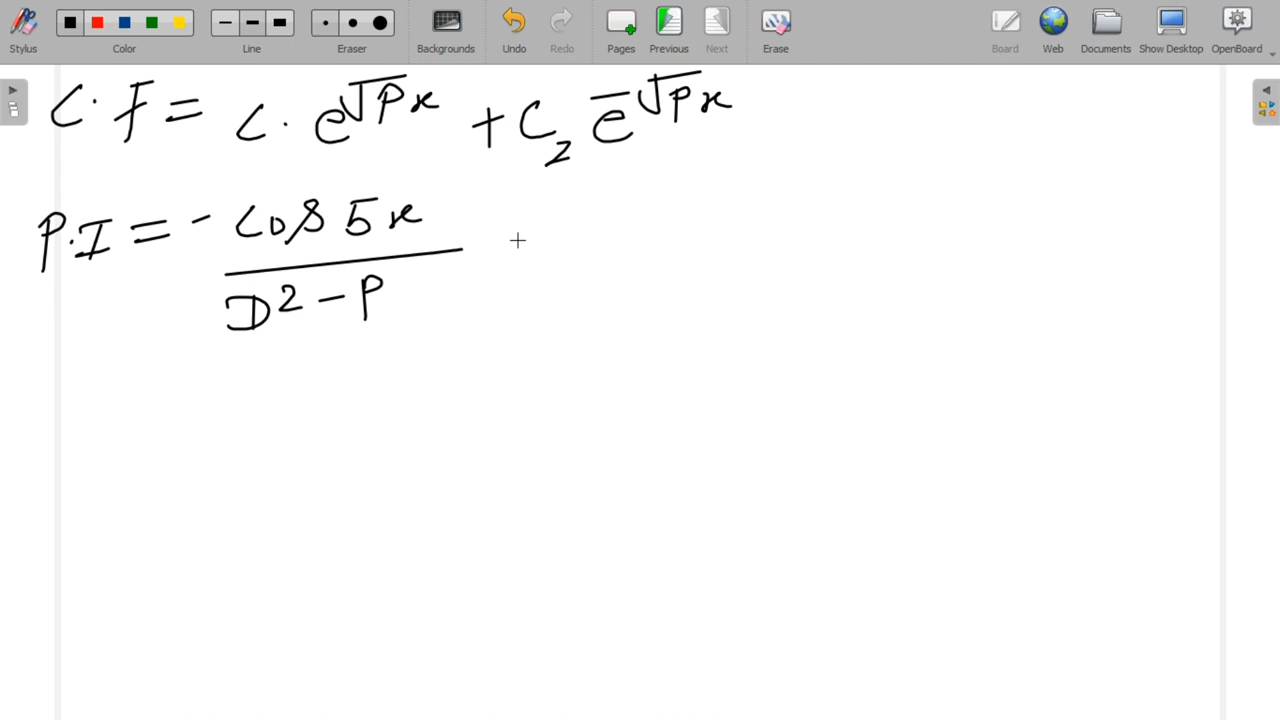 Stylus Color Line Eraser Backgrounds Undo Redo Pages Previous Next Erase Board Web Documents Show Desktop OpenBoard
C.F = C. e^√P x + C₂ e^-√P x
P.I = - Cos 5x
D² - P